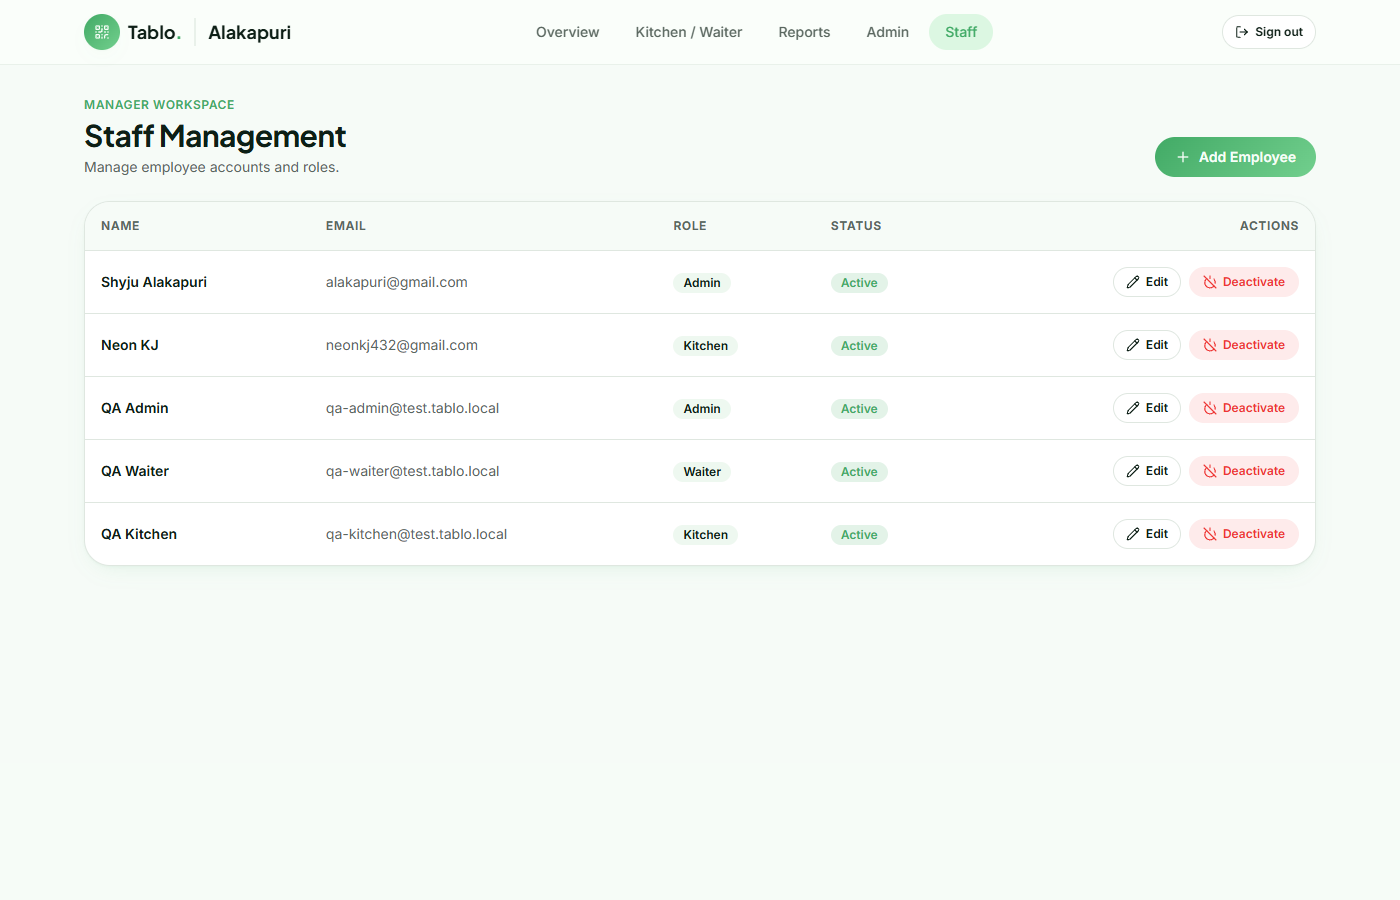 Tablo. Alakapuri Overview Kitchen / Waiter Reports Admin Staff Sign out
MANAGER WORKSPACE
Staff Management
Manage employee accounts and roles.
Add Employee
NAME EMAIL ROLE STATUS ACTIONS
Shyju Alakapuri alakapuri@gmail.com Admin Active Edit Deactivate
Neon KJ neonkj432@gmail.com Kitchen Active Edit Deactivate
QA Admin qa-admin@test.tablo.local Admin Active Edit Deactivate
QA Waiter qa-waiter@test.tablo.local Waiter Active Edit Deactivate
QA Kitchen qa-kitchen@test.tablo.local Kitchen Active Edit Deactivate